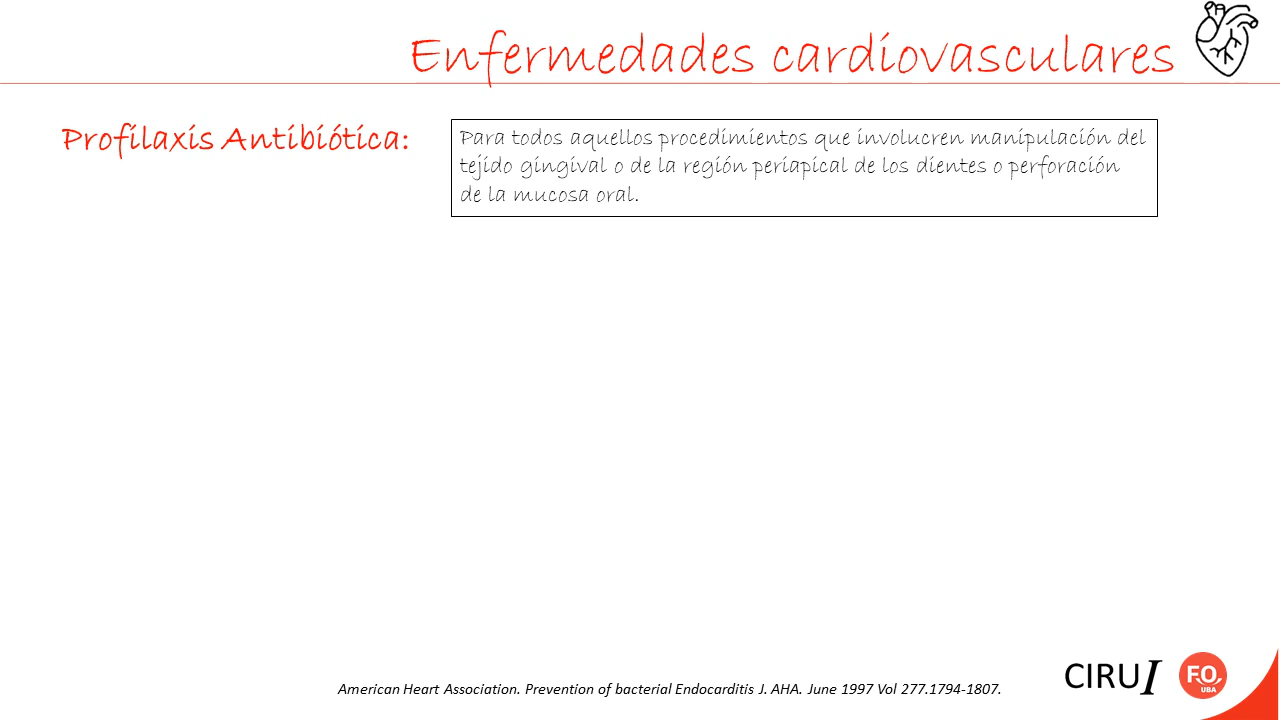 Enfermedades cardiovasculares
Profilaxis Antibiótica:
Para todos aquellos procedimientos que involucren manipulación del
tejido gingival o de la región periapical de los dientes o perforación
de la mucosa oral.
American Heart Association. Prevention of bacterial Endocarditis J. AHA. June 1997 Vol 277.1794-1807.
CIRUI
F.O.
UBA